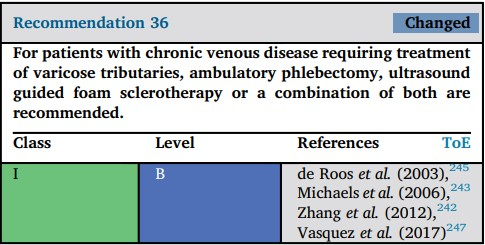 Recommendation 36 Changed
For patients with chronic venous disease requiring treatment
of varicose tributaries, ambulatory phlebectomy, ultrasound
guided foam sclerotherapy or a combination of both are
recommended.
Class Level References ToE
I B de Roos et al. (2003),245
Michaels et al. (2006),243
Zhang et al. (2012),242
Vasquez et al. (2017)247